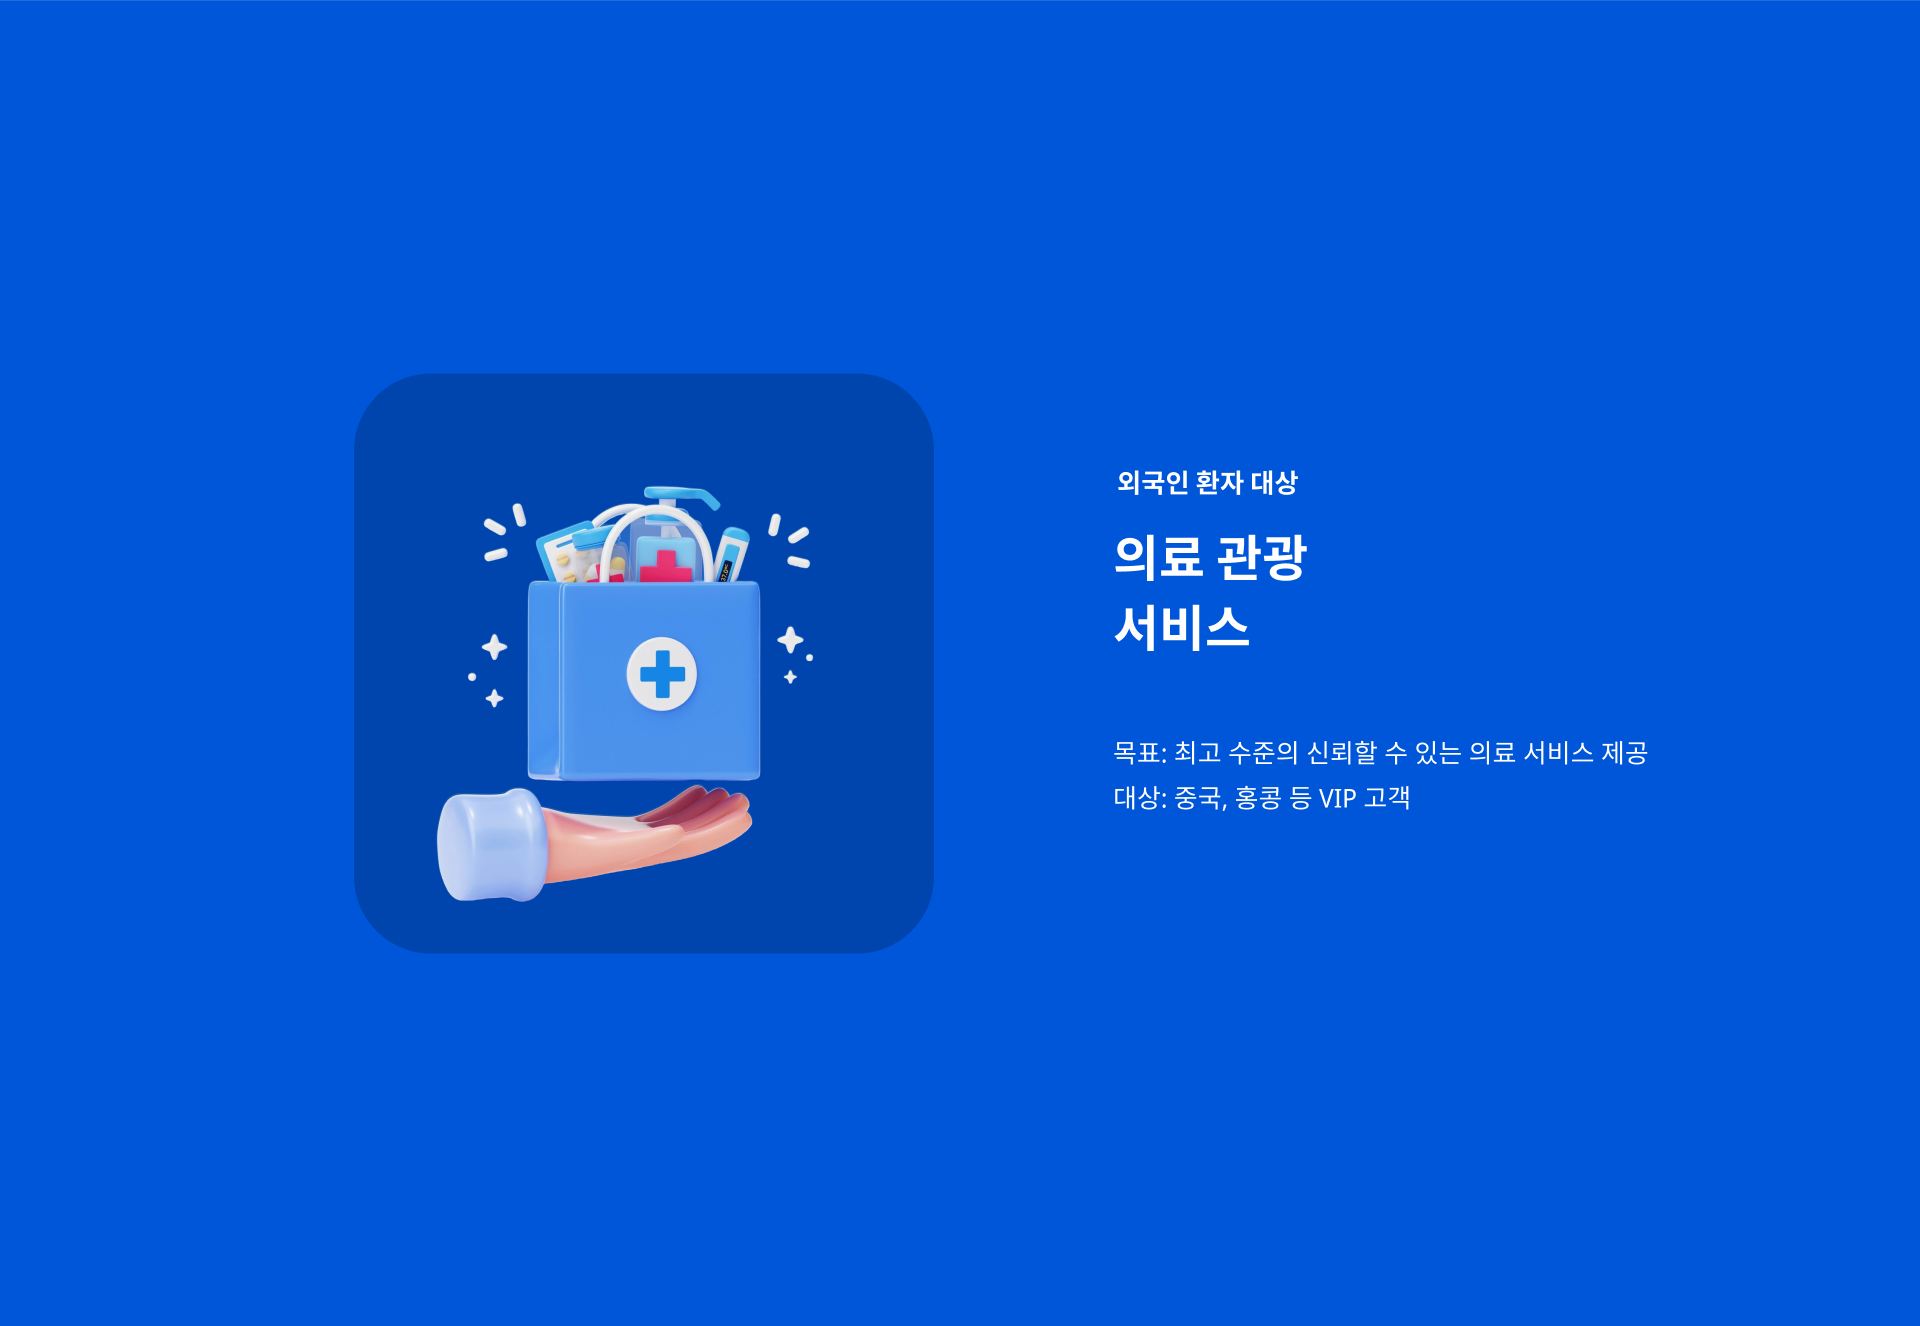 외국인 환자 대상
의료 관광
서비스
목표: 최고 수준의 신뢰할 수 있는 의료 서비스 제공
대상: 중국, 홍콩 등 VIP 고객